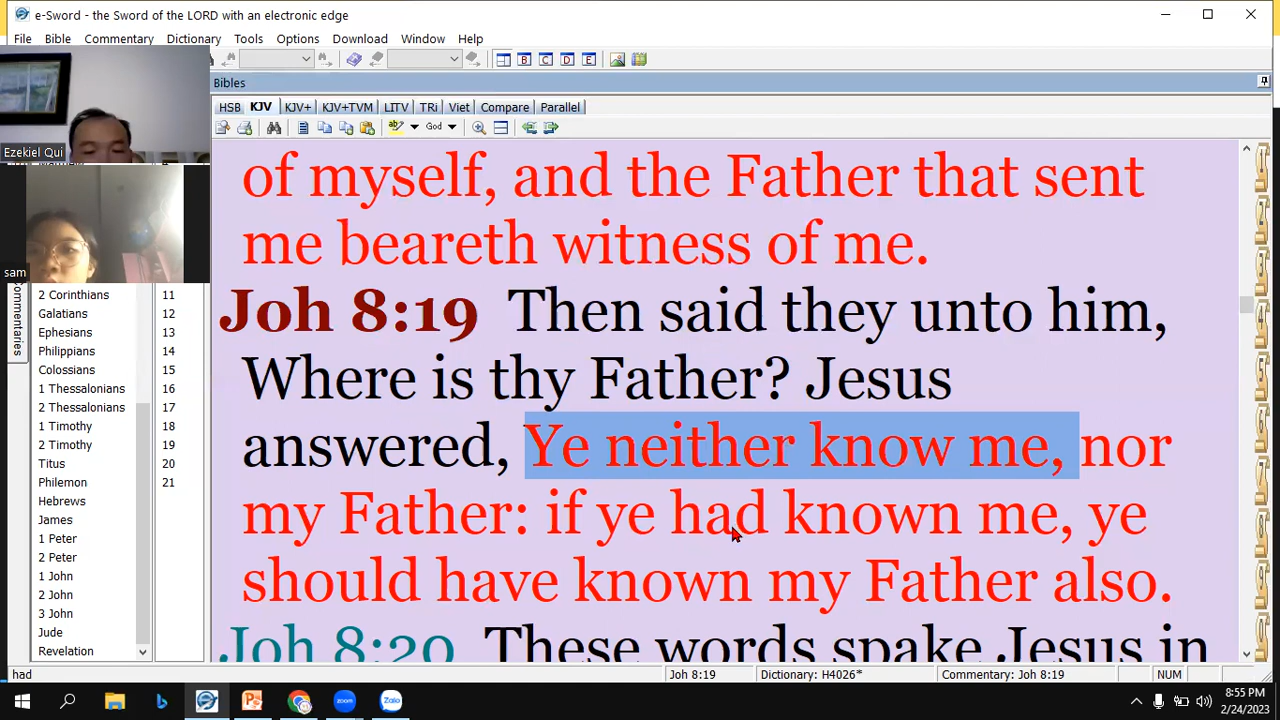 e-Sword - the Sword of the LORD with an electronic edge
File Bible Commentary Dictionary Tools Options Download Window Help
B C D E
Bibles
HSB KJV KJV+ KJV+TVM LITV TRi Viet Compare Parallel
God
Ezekiel Qui
sam
Commentaries
2 Corinthians 11
Galatians 12
Ephesians 13
Philippians 14
Colossians 15
1 Thessalonians 16
2 Thessalonians 17
1 Timothy 18
2 Timothy 19
Titus 20
Philemon 21
Hebrews
James
1 Peter
2 Peter
1 John
2 John
3 John
Jude
Revelation
of myself, and the Father that sent
me beareth witness of me.
Joh 8:19 Then said they unto him,
Where is thy Father? Jesus
answered, Ye neither know me, nor
my Father: if ye had known me, ye
should have known my Father also.
Joh 8:20 These words spake Jesus in
had Joh 8:19 Dictionary: H4026* Commentary: Joh 8:19 NUM
zoom Zalo
8:55 PM
2/24/2023